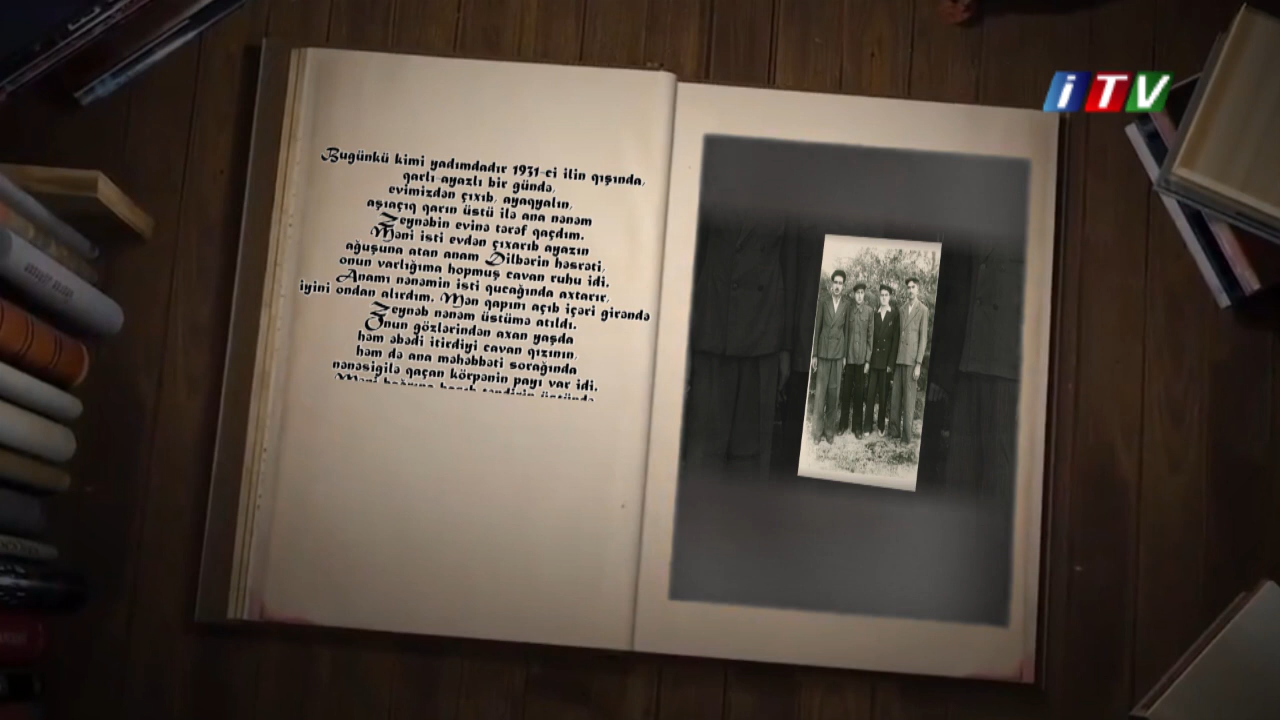 Bugünkü kimi yadımdadır 1931-ci ilin qışında,
qarlı-ayazlı bir gündə,
evimizdən çıxıb, ayaqyalın,
aşıaçıq qarın üstü ilə ana nənəm
Zeynəbin evinə tərəf qaçdım.
Məni isti evdən çıxarıb ayazın
ağuşuna atan anam Dilbərin həsrəti,
onun varlığıma hopmuş cavan ruhu idi.
Anamı nənəmin isti qucağında axtarır,
iyini ondan alırdım. Mən qapını açıb içəri girəndə
Zeynəb nənəm üstümə atıldı.
Onun gözlərindən axan yaşda
həm əbədi itirdiyi cavan qızının,
həm də ana məhəbbəti sorağında
nənəsigilə qaçan körpənin payı var idi.
iTV